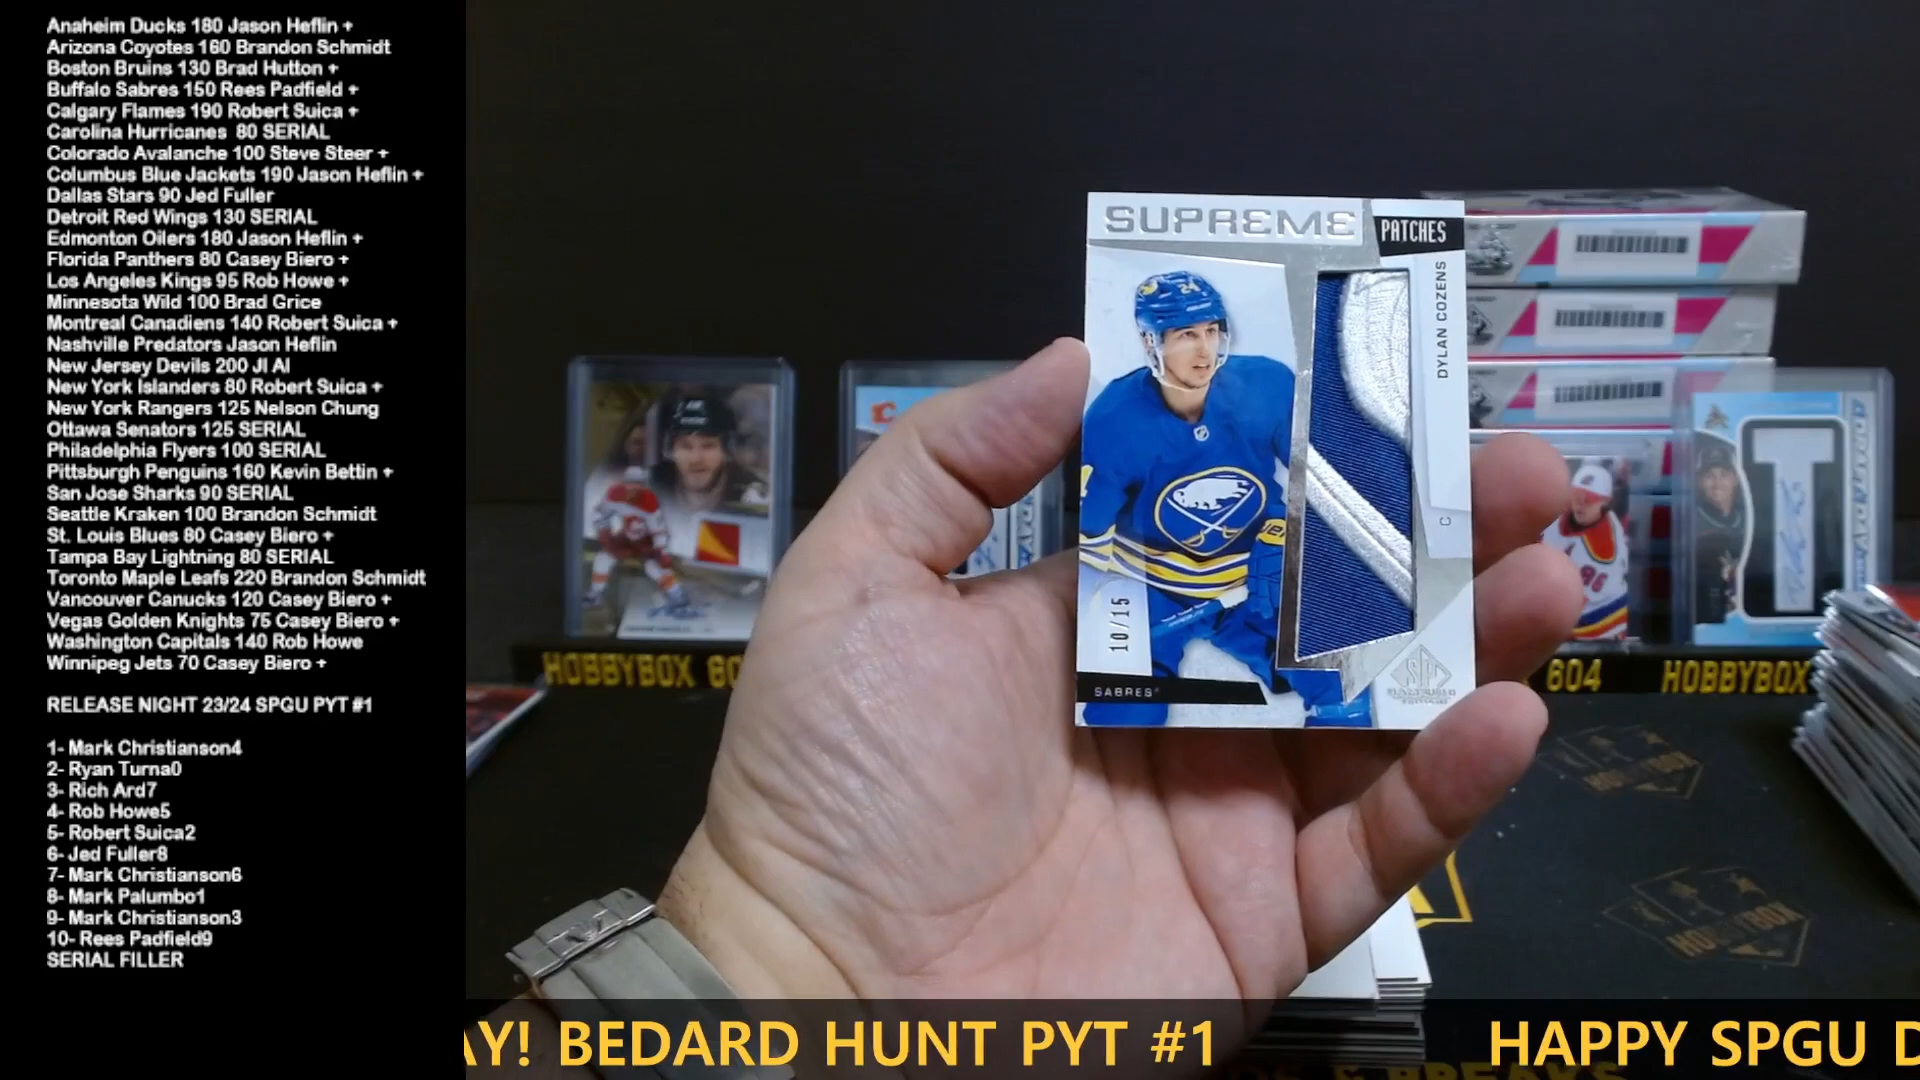 Anaheim Ducks 180 Jason Heflin +
Arizona Coyotes 160 Brandon Schmidt
Boston Bruins 130 Brad Hutton +
Buffalo Sabres 150 Rees Padfield +
Calgary Flames 190 Robert Suica +
Carolina Hurricanes 80 SERIAL
Colorado Avalanche 100 Steve Steer +
Columbus Blue Jackets 190 Jason Heflin +
Dallas Stars 90 Jed Fuller
Detroit Red Wings 130 SERIAL
Edmonton Oilers 180 Jason Heflin +
Florida Panthers 80 Casey Biero +
Los Angeles Kings 95 Rob Howe +
Minnesota Wild 100 Brad Grice
Montreal Canadiens 140 Robert Suica +
Nashville Predators Jason Heflin
New Jersey Devils 200 JI AI
New York Islanders 80 Robert Suica +
New York Rangers 125 Nelson Chung
Ottawa Senators 125 SERIAL
Philadelphia Flyers 100 SERIAL
Pittsburgh Penguins 160 Kevin Bettin +
San Jose Sharks 90 SERIAL
Seattle Kraken 100 Brandon Schmidt
St. Louis Blues 80 Casey Biero +
Tampa Bay Lightning 80 SERIAL
Toronto Maple Leafs 220 Brandon Schmidt
Vancouver Canucks 120 Casey Biero +
Vegas Golden Knights 75 Casey Biero +
Washington Capitals 140 Rob Howe
Winnipeg Jets 70 Casey Biero +
RELEASE NIGHT 23/24 SPGU PYT #1
1- Mark Christianson4
2- Ryan Turna0
3- Rich Ard7
4- Rob Howe5
5- Robert Suica2
6- Jed Fuller8
7- Mark Christianson6
8- Mark Palumbo1
9- Mark Christianson3
10- Rees Padfield9
SERIAL FILLER
SUPREME PATCHES
DYLAN COZENS
C
24
10/15
SABRES
SP
HOBBYBOX 60
604
HOBBYBOX
AY! BEDARD HUNT PYT #1
HAPPY SPGU D